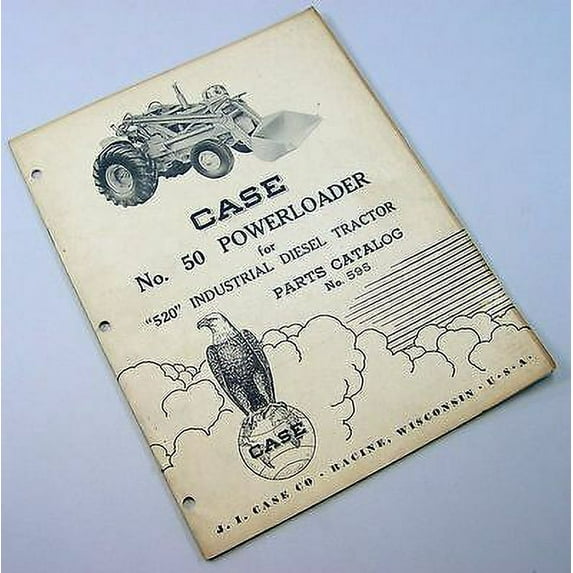 CASE
No. 50 POWERLOADER
for
"520" INDUSTRIAL DIESEL TRACTOR
PARTS CATALOG
No. 595
CASE
J. I. CASE CO · RACINE, WISCONSIN · U·S·A·